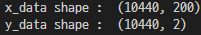 x_data shape :  (10440, 200)
y_data shape :  (10440, 2)